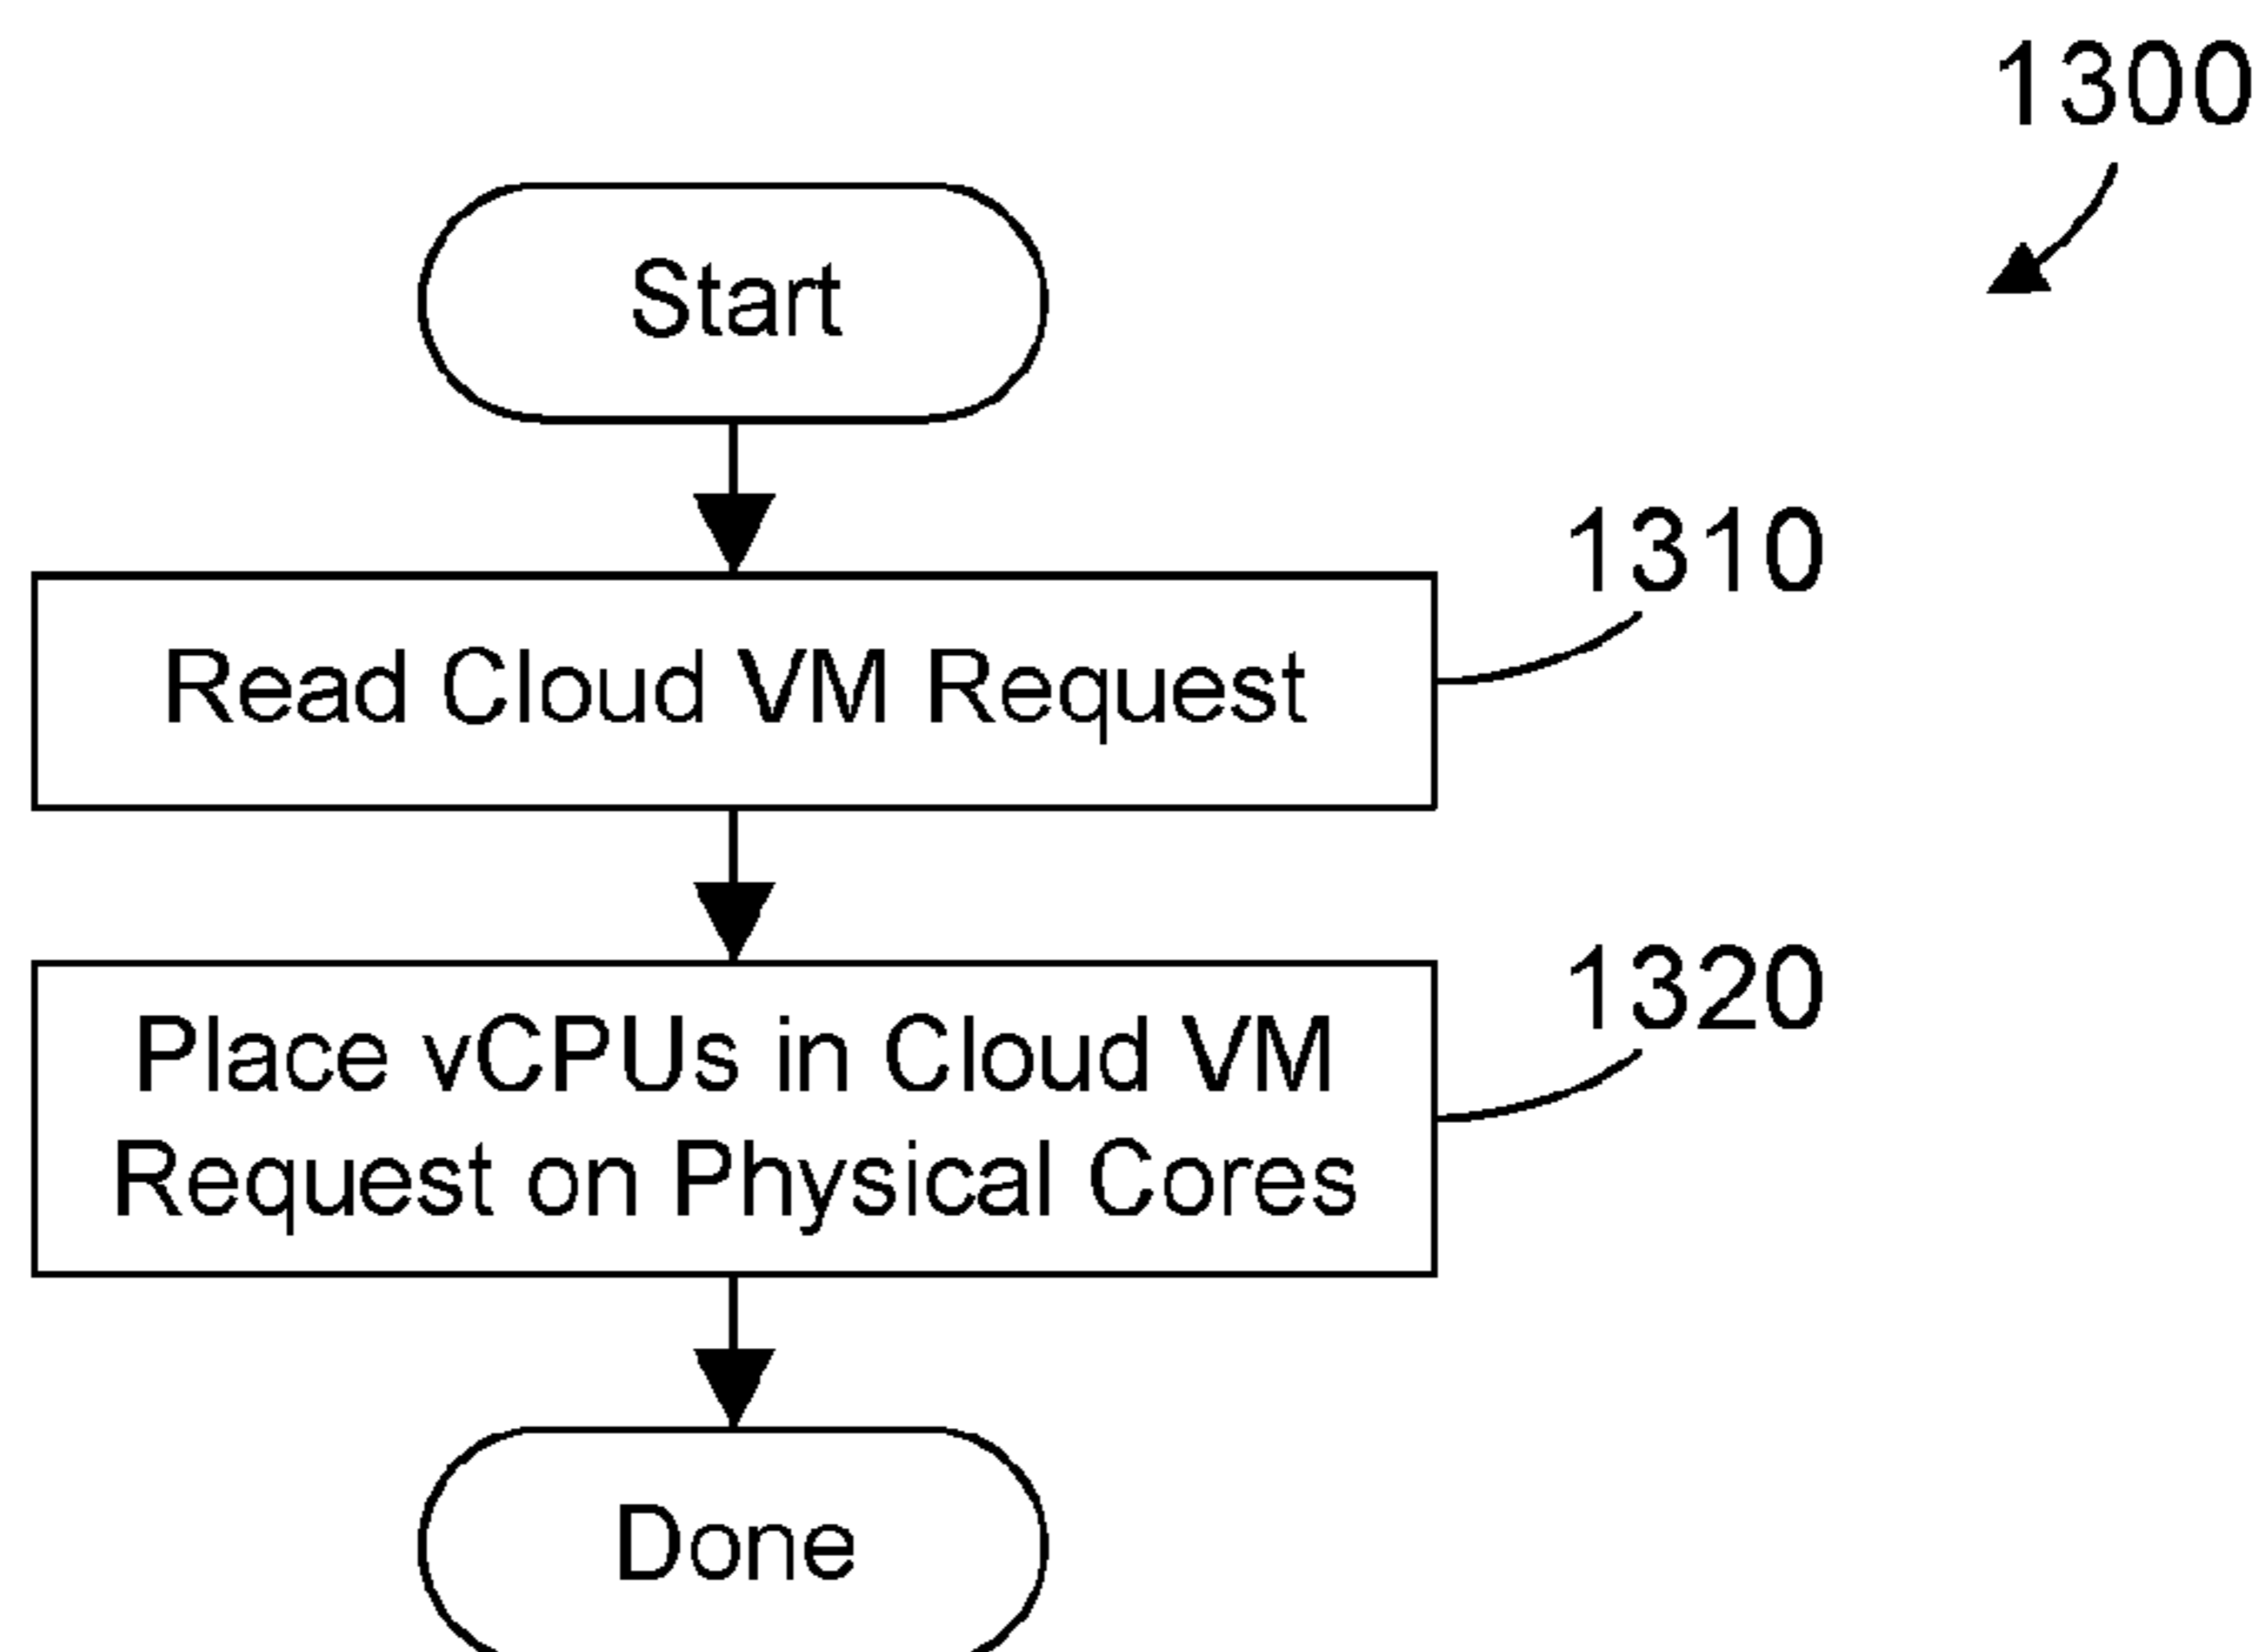 1300
Start
1310
Read Cloud VM Request
1320
Place vCPUs in Cloud VM
Request on Physical Cores
Done